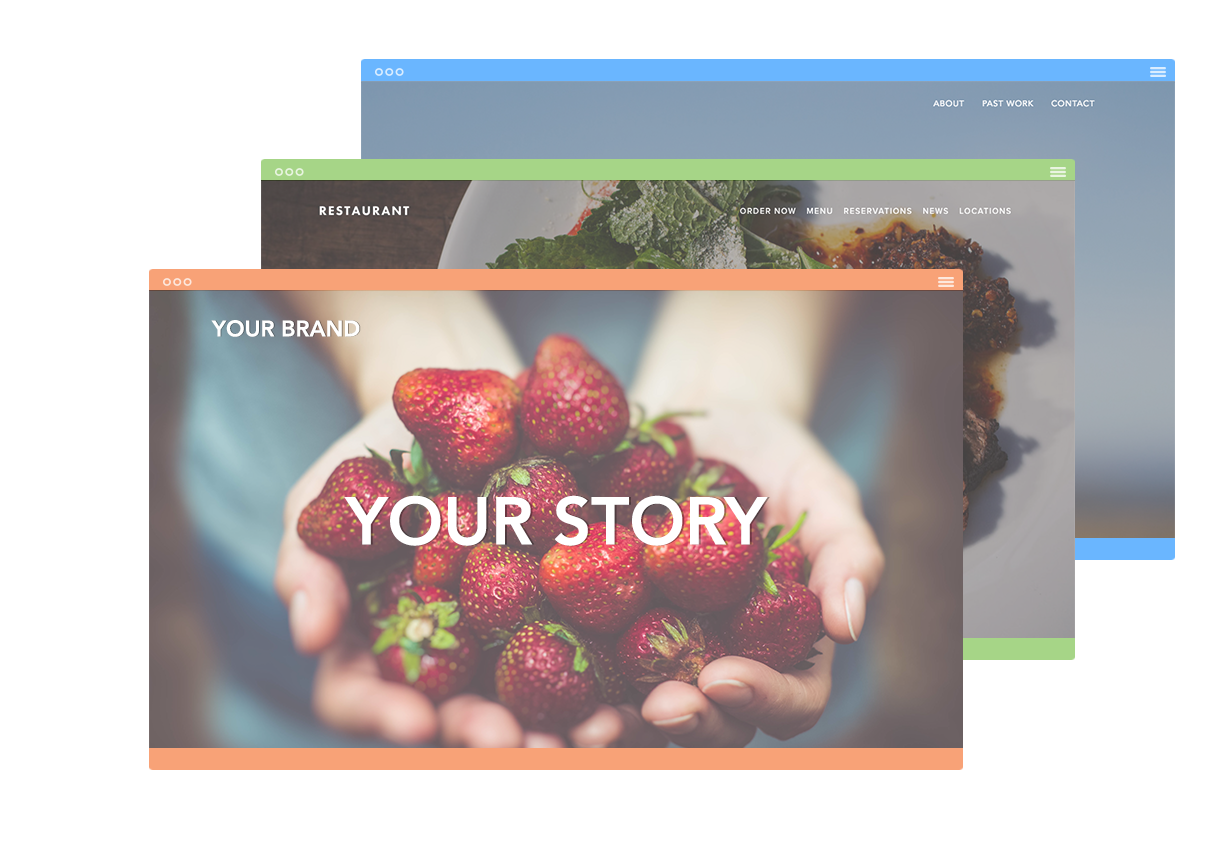 ABOUT PAST WORK CONTACT
RESTAURANT ORDER NOW MENU RESERVATIONS NEWS LOCATIONS
YOUR BRAND
YOUR STORY